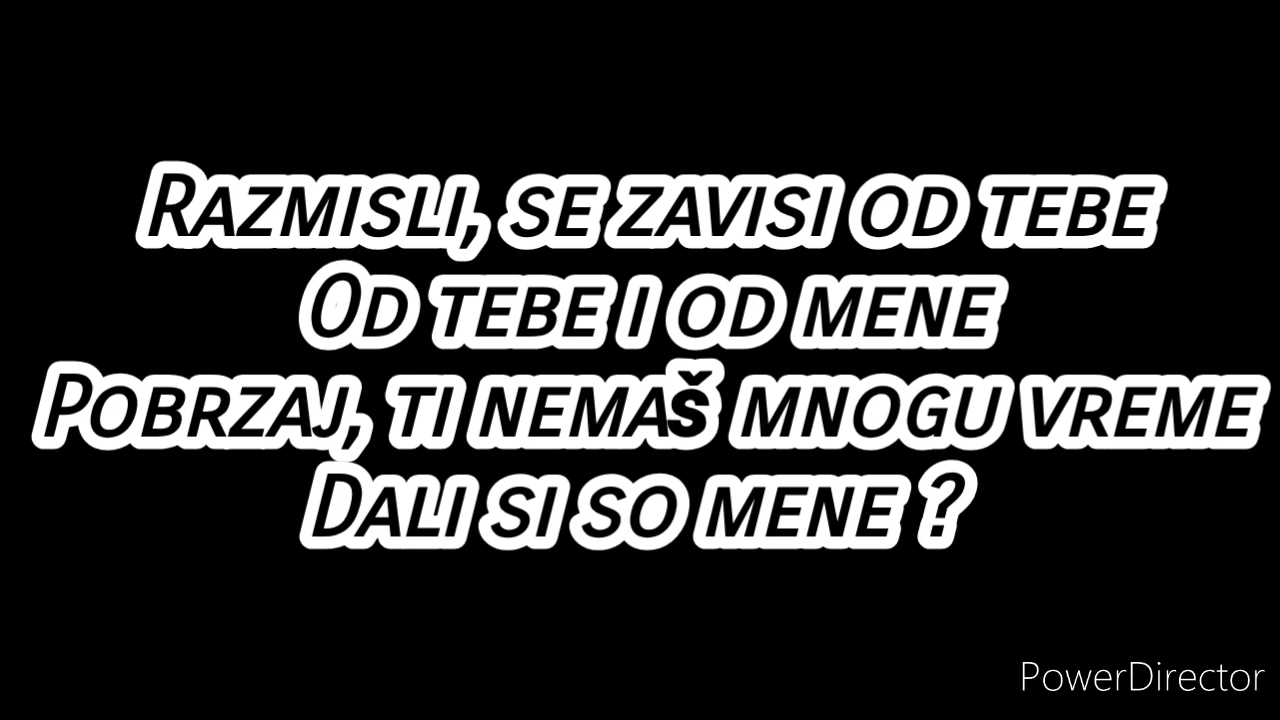 Razmisli, se zavisi od tebe
Od tebe i od mene
Pobrzaj, ti nemaš mnogu vreme
Dali si so mene ?
PowerDirector